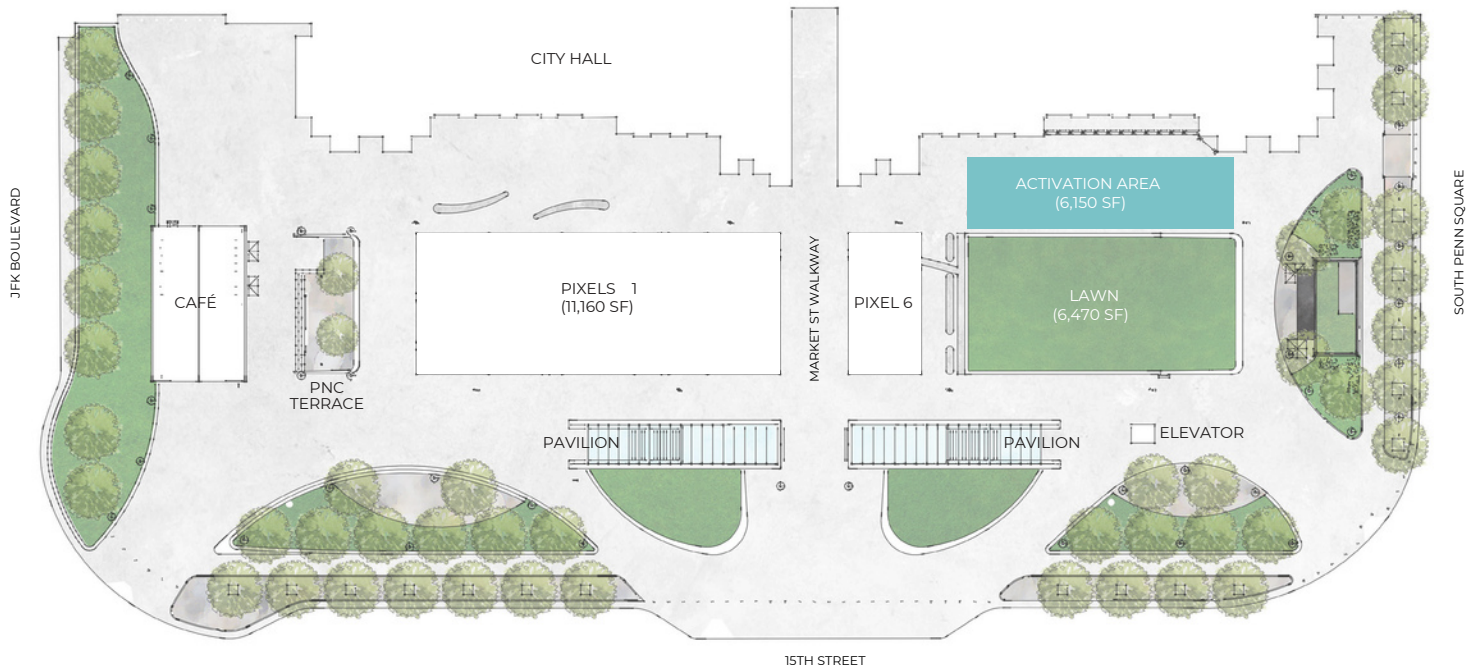 CITY HALL
ACTIVATION AREA
(6,150 SF)
JFK BOULEVARD
SOUTH PENN SQUARE
MARKET ST WALKWAY
CAFÉ
PIXELS 1
(11,160 SF)
PIXEL 6
LAWN
(6,470 SF)
PNC
TERRACE
PAVILION
PAVILION
ELEVATOR
15TH STREET